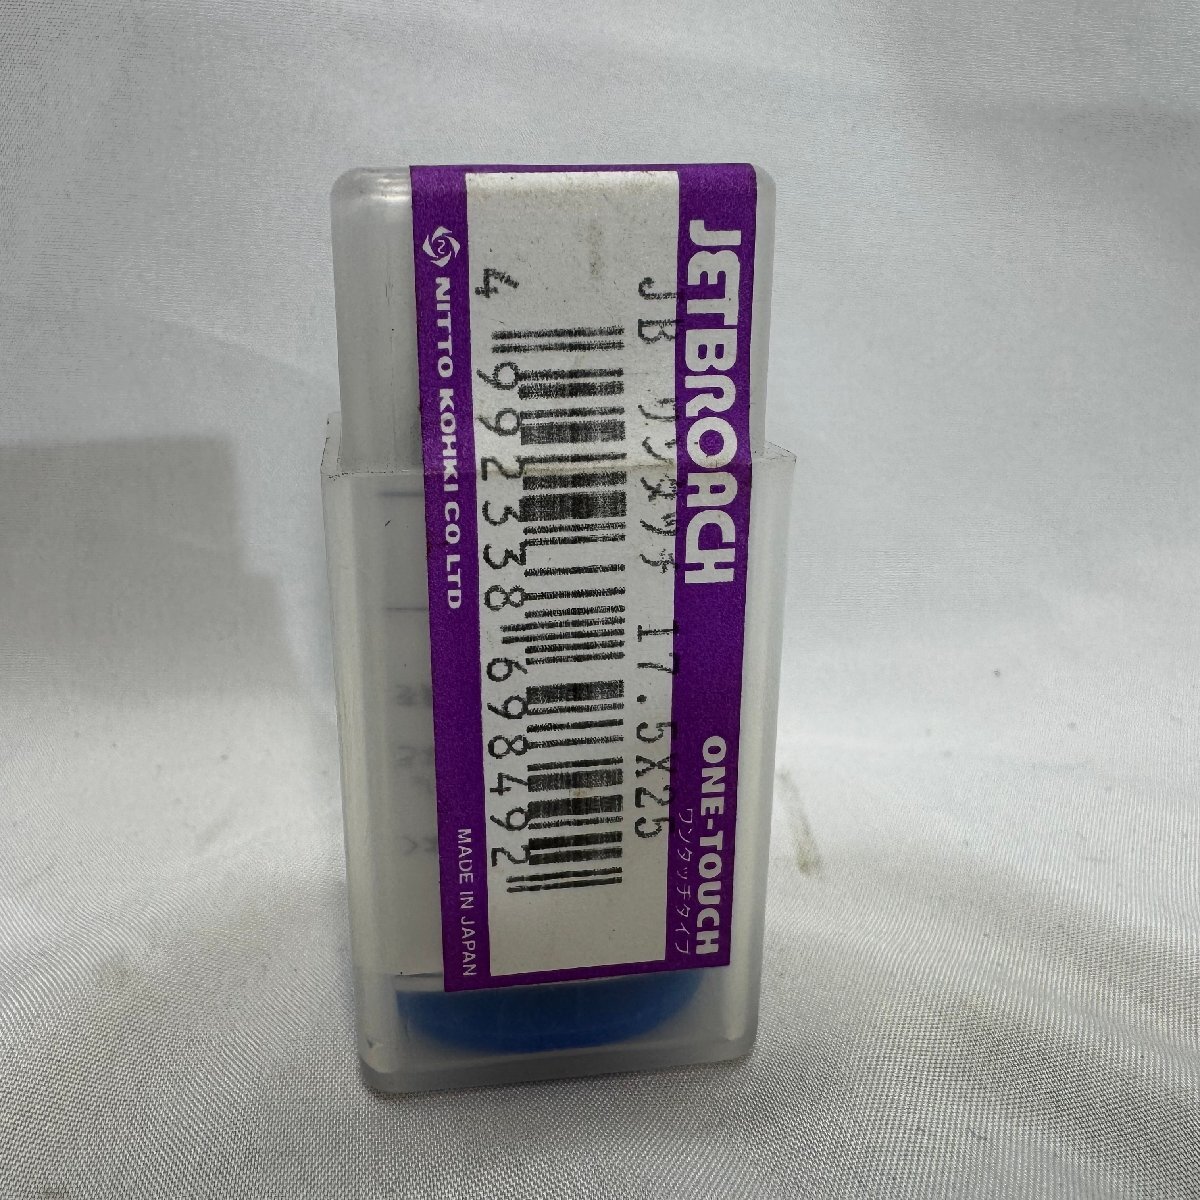 JETBROACH
ONE-TOUCH
ワンタッチタイプ
JB ワンタッチ 17.5X25
4 992338 698492
NITTO KOHKI CO.,LTD
MADE IN JAPAN